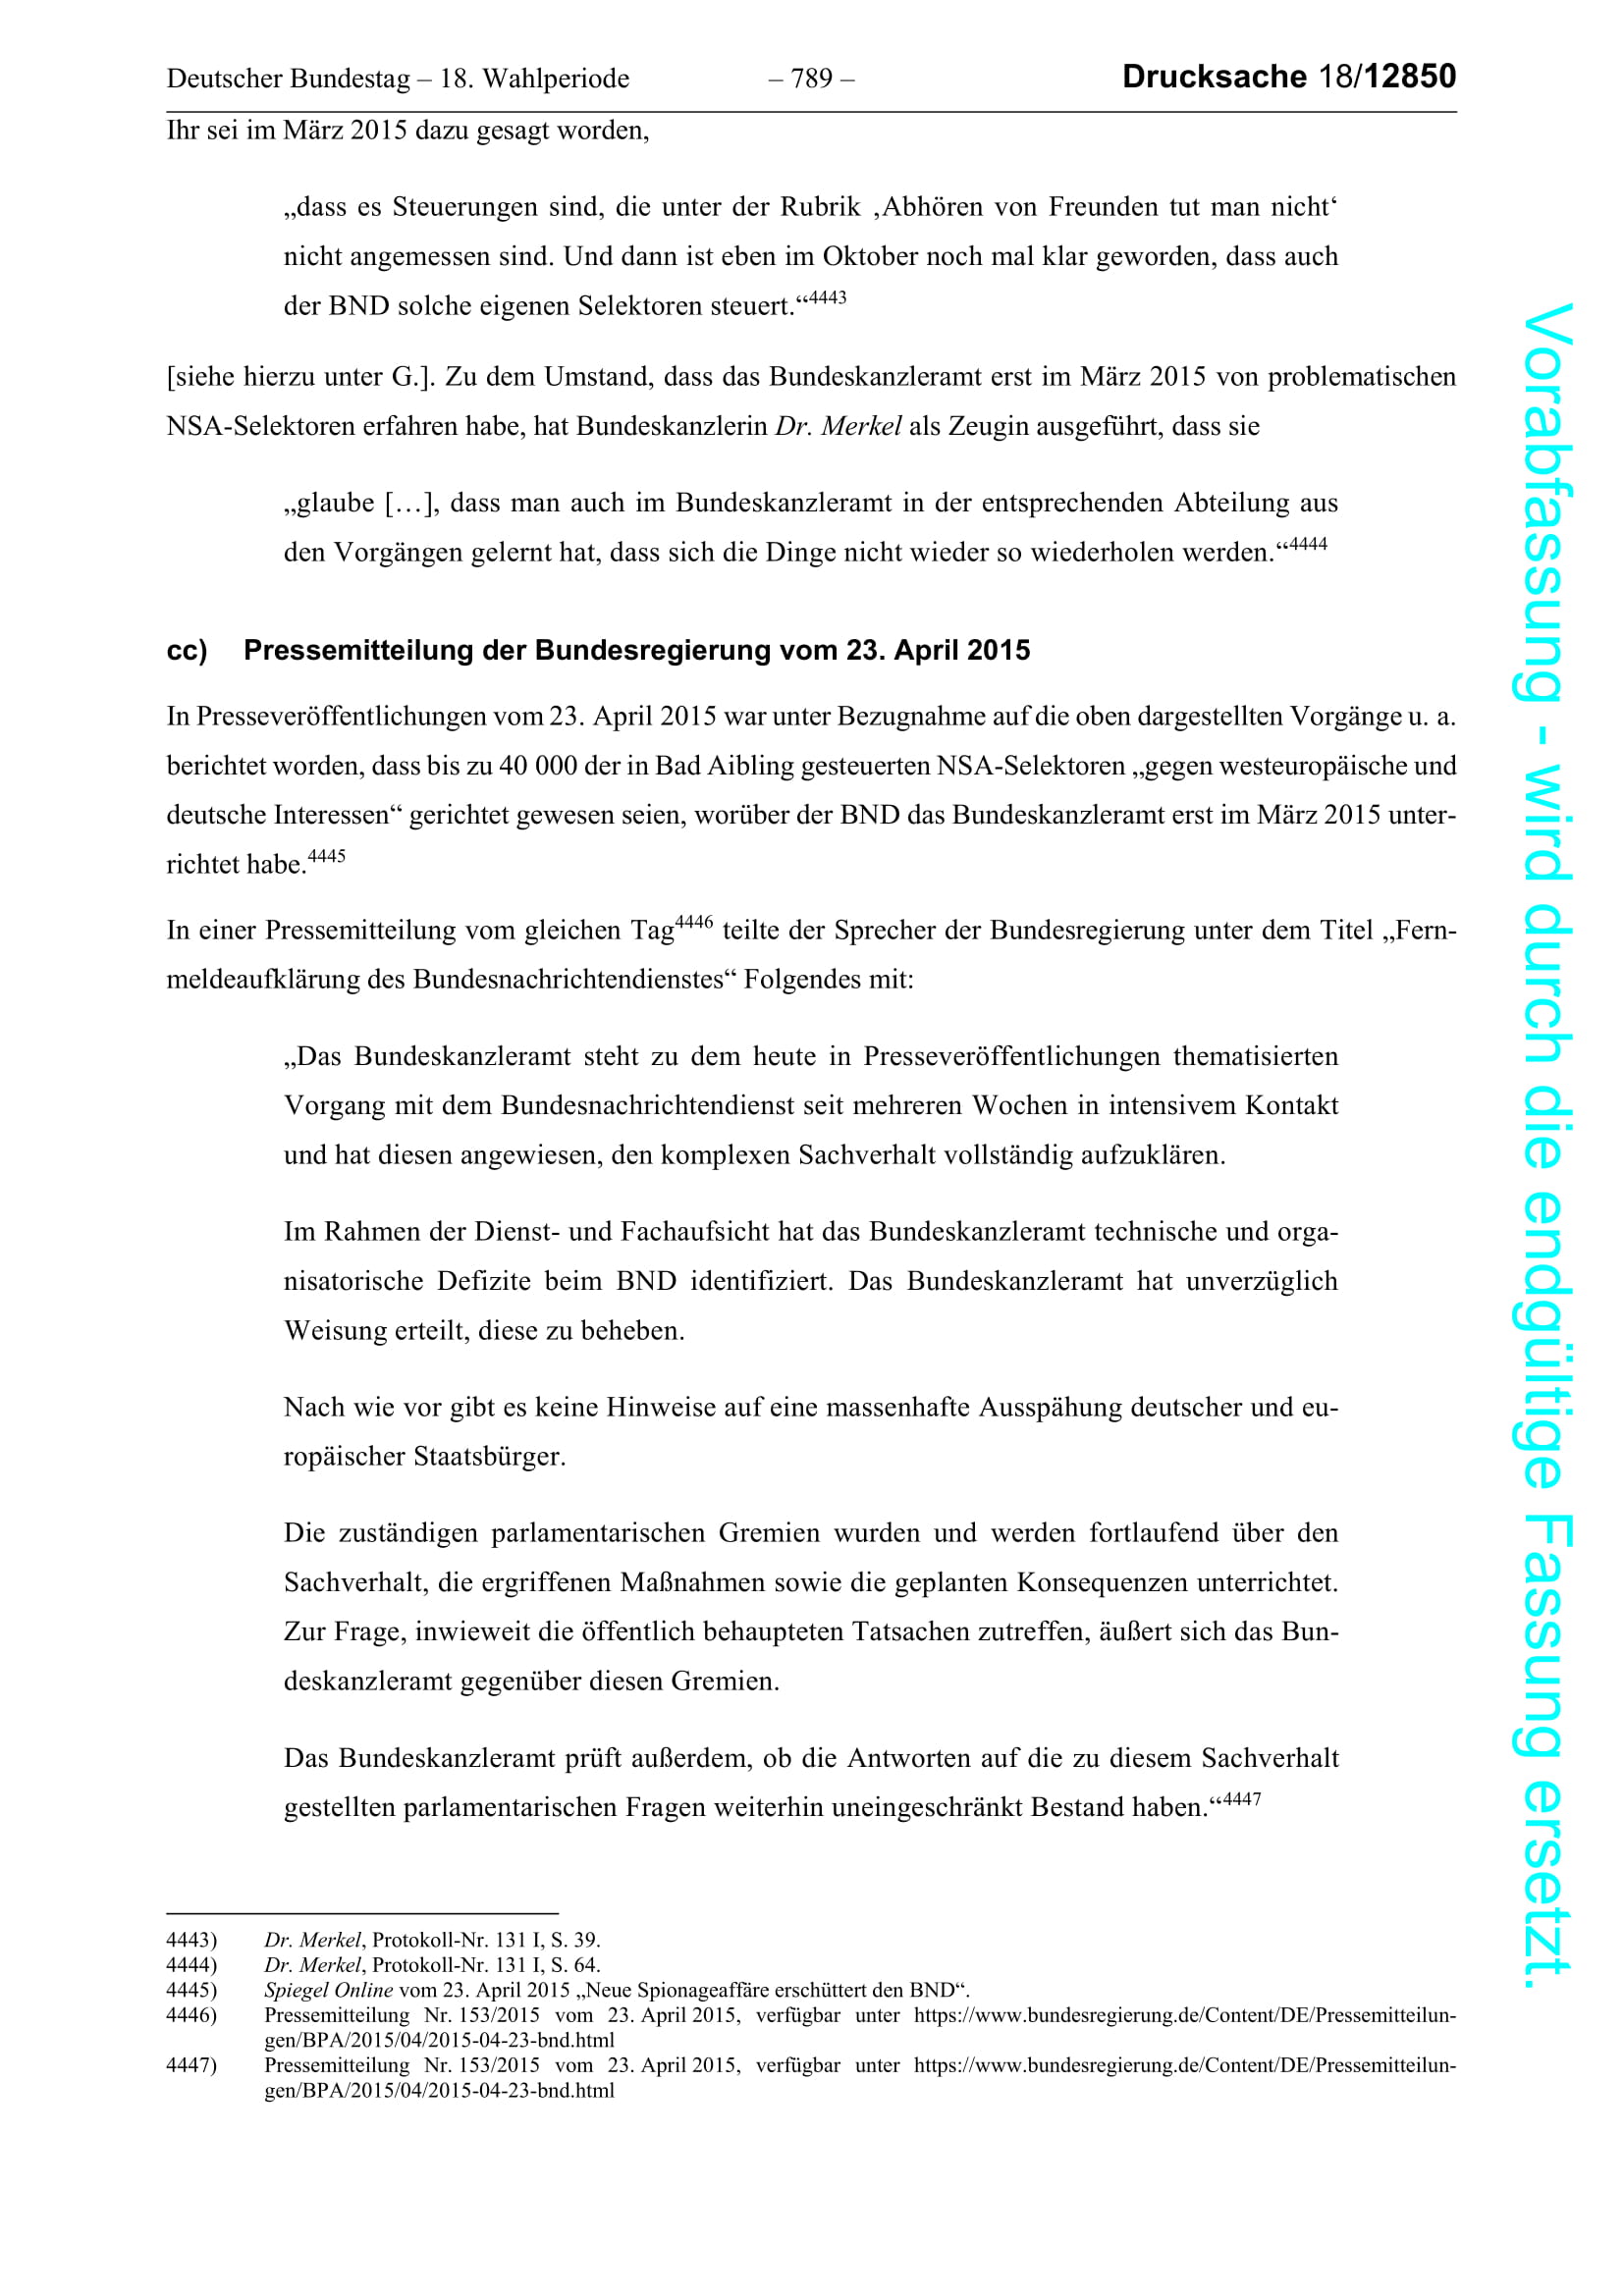 Deutscher Bundestag – 18. Wahlperiode – 789 – Drucksache 18/12850
Ihr sei im März 2015 dazu gesagt worden,
„dass es Steuerungen sind, die unter der Rubrik ‚Abhören von Freunden tut man nicht‘
nicht angemessen sind. Und dann ist eben im Oktober noch mal klar geworden, dass auch
der BND solche eigenen Selektoren steuert.“4443
[siehe hierzu unter G.]. Zu dem Umstand, dass das Bundeskanzleramt erst im März 2015 von problematischen
NSA-Selektoren erfahren habe, hat Bundeskanzlerin Dr. Merkel als Zeugin ausgeführt, dass sie
„glaube […], dass man auch im Bundeskanzleramt in der entsprechenden Abteilung aus
den Vorgängen gelernt hat, dass sich die Dinge nicht wieder so wiederholen werden.“4444
cc) Pressemitteilung der Bundesregierung vom 23. April 2015
In Presseveröffentlichungen vom 23. April 2015 war unter Bezugnahme auf die oben dargestellten Vorgänge u. a.
berichtet worden, dass bis zu 40 000 der in Bad Aibling gesteuerten NSA-Selektoren „gegen westeuropäische und
deutsche Interessen“ gerichtet gewesen seien, worüber der BND das Bundeskanzleramt erst im März 2015 unter-
richtet habe.4445
In einer Pressemitteilung vom gleichen Tag4446 teilte der Sprecher der Bundesregierung unter dem Titel „Fern-
meldeaufklärung des Bundesnachrichtendienstes“ Folgendes mit:
„Das Bundeskanzleramt steht zu dem heute in Presseveröffentlichungen thematisierten
Vorgang mit dem Bundesnachrichtendienst seit mehreren Wochen in intensivem Kontakt
und hat diesen angewiesen, den komplexen Sachverhalt vollständig aufzuklären.
Im Rahmen der Dienst- und Fachaufsicht hat das Bundeskanzleramt technische und orga-
nisatorische Defizite beim BND identifiziert. Das Bundeskanzleramt hat unverzüglich
Weisung erteilt, diese zu beheben.
Nach wie vor gibt es keine Hinweise auf eine massenhafte Ausspähung deutscher und eu-
ropäischer Staatsbürger.
Die zuständigen parlamentarischen Gremien wurden und werden fortlaufend über den
Sachverhalt, die ergriffenen Maßnahmen sowie die geplanten Konsequenzen unterrichtet.
Zur Frage, inwieweit die öffentlich behaupteten Tatsachen zutreffen, äußert sich das Bun-
deskanzleramt gegenüber diesen Gremien.
Das Bundeskanzleramt prüft außerdem, ob die Antworten auf die zu diesem Sachverhalt
gestellten parlamentarischen Fragen weiterhin uneingeschränkt Bestand haben.“4447
4443) Dr. Merkel, Protokoll-Nr. 131 I, S. 39.
4444) Dr. Merkel, Protokoll-Nr. 131 I, S. 64.
4445) Spiegel Online vom 23. April 2015 „Neue Spionageaffäre erschüttert den BND“.
4446) Pressemitteilung Nr. 153/2015 vom 23. April 2015, verfügbar unter https://www.bundesregierung.de/Content/DE/Pressemitteilun-
gen/BPA/2015/04/2015-04-23-bnd.html
4447) Pressemitteilung Nr. 153/2015 vom 23. April 2015, verfügbar unter https://www.bundesregierung.de/Content/DE/Pressemitteilun-
gen/BPA/2015/04/2015-04-23-bnd.html
Vorabfassung - wird durch die endgültige Fassung ersetzt.